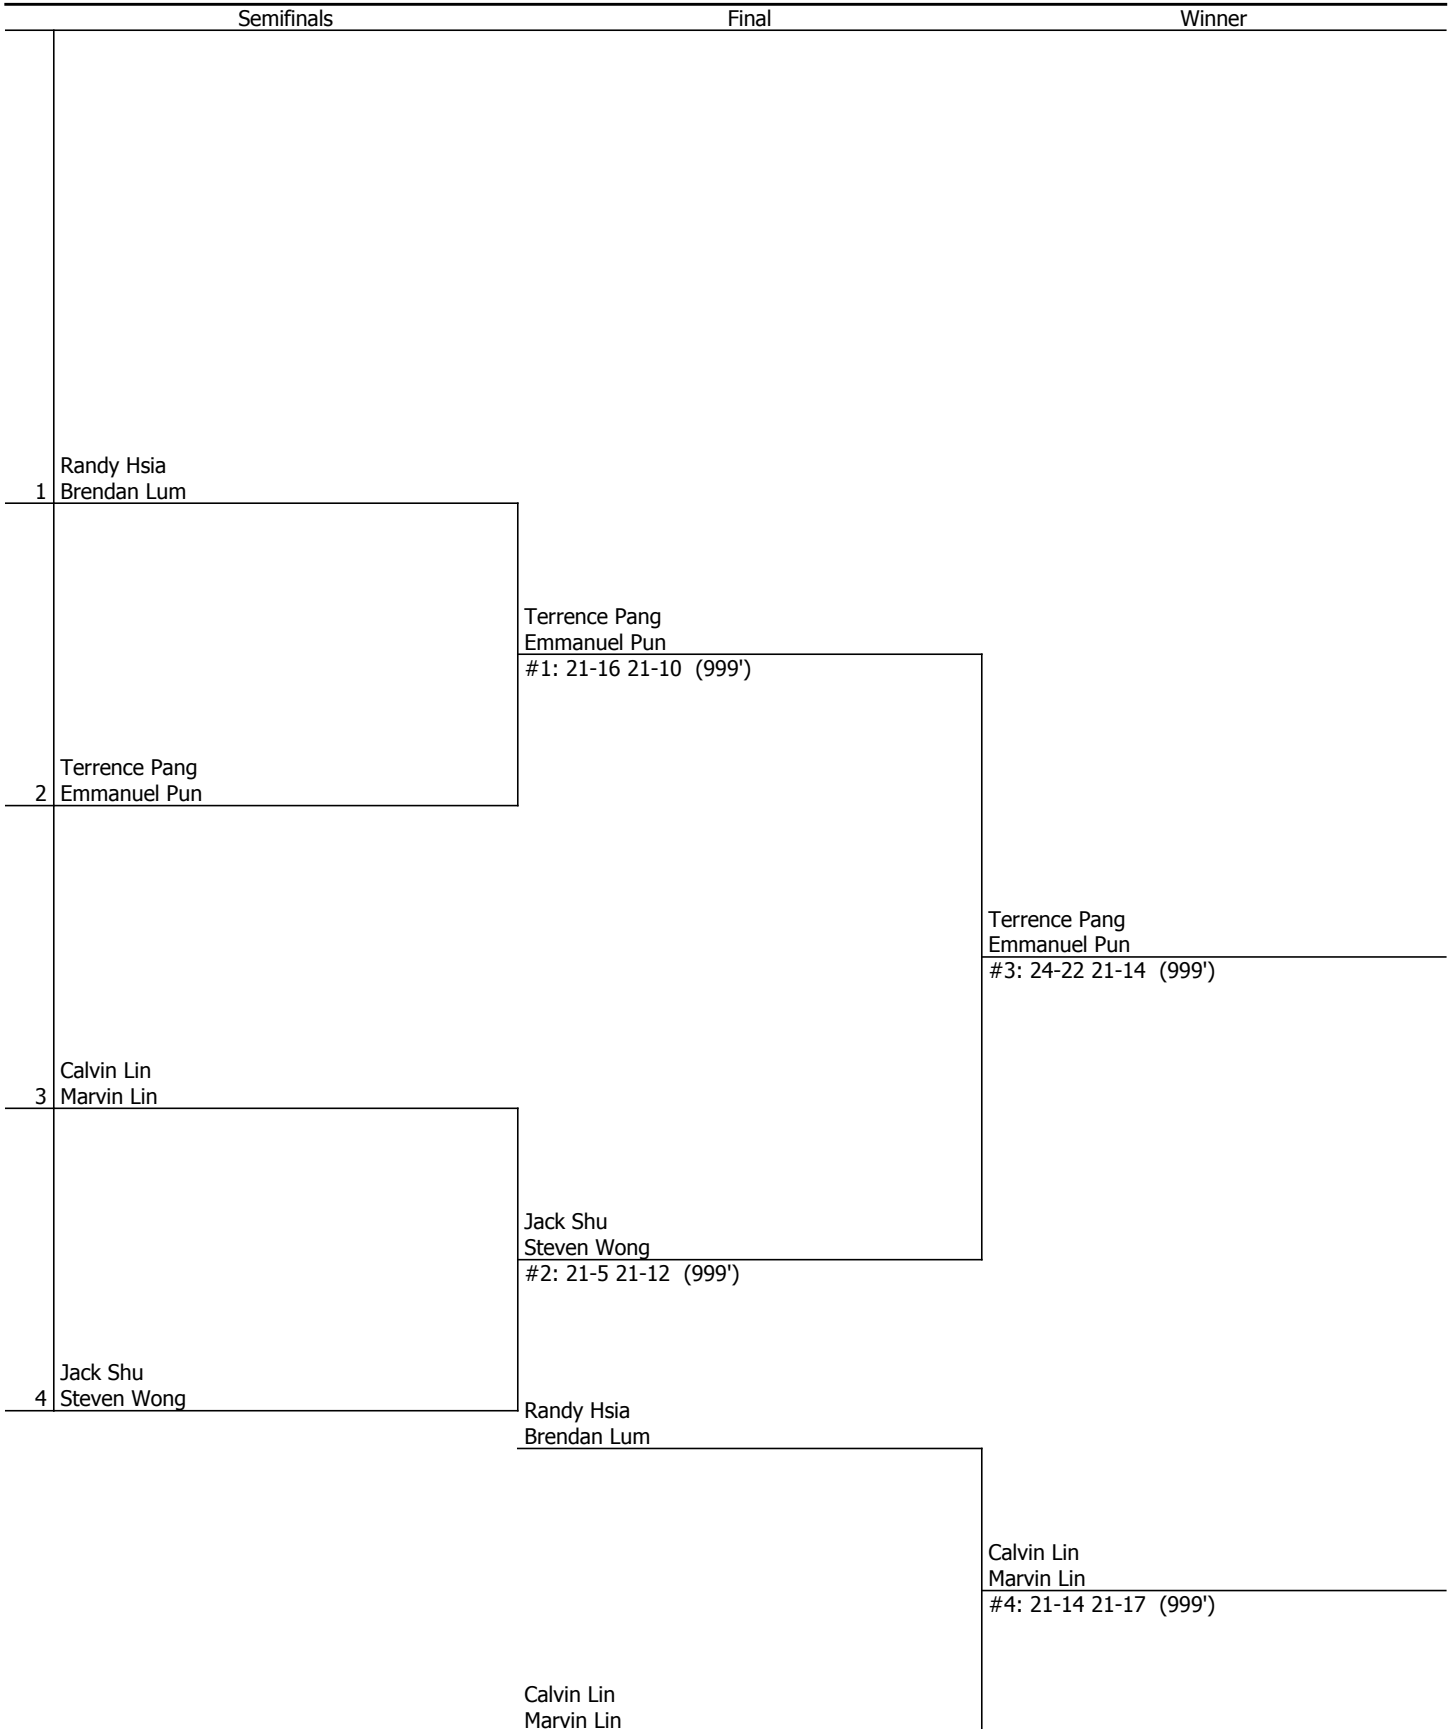 Semifinals Final Winner
Randy Hsia
1 Brendan Lum
Terrence Pang
Emmanuel Pun
#1: 21-16 21-10 (999')
Terrence Pang
2 Emmanuel Pun
Terrence Pang
Emmanuel Pun
#3: 24-22 21-14 (999')
Calvin Lin
3 Marvin Lin
Jack Shu
Steven Wong
#2: 21-5 21-12 (999')
Jack Shu
4 Steven Wong
Randy Hsia
Brendan Lum
Calvin Lin
Marvin Lin
#4: 21-14 21-17 (999')
Calvin Lin
Marvin Lin